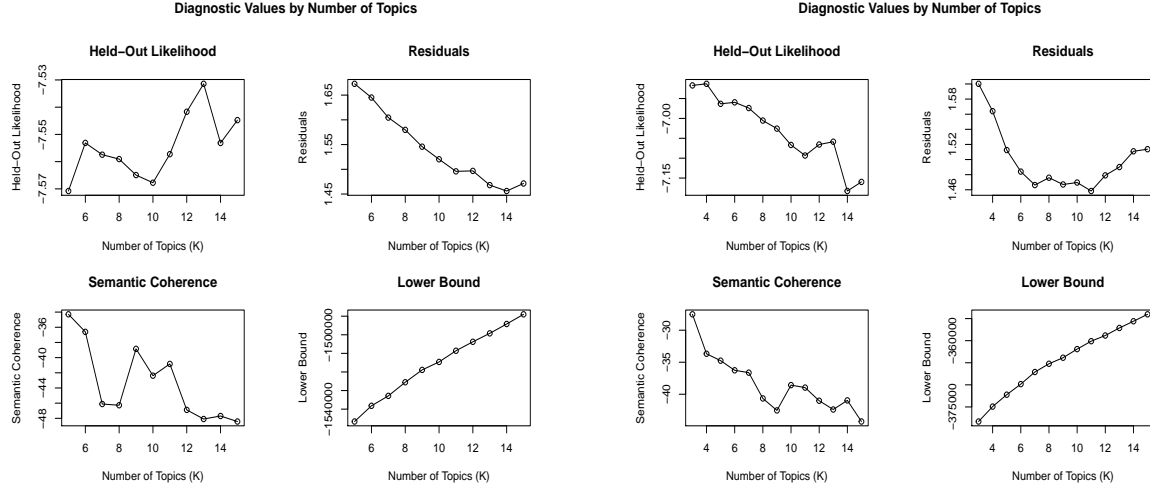 Diagnostic Values by Number of Topics
Held−Out Likelihood
Held−Out Likelihood
−7.57
−7.55
−7.53
6 8 10 12 14
Number of Topics (K)
Residuals
Residuals
1.45
1.55
1.65
6 8 10 12 14
Number of Topics (K)
Semantic Coherence
Semantic Coherence
−48
−44
−40
−36
6 8 10 12 14
Number of Topics (K)
Lower Bound
Lower Bound
−1540000
−1500000
6 8 10 12 14
Number of Topics (K)
Diagnostic Values by Number of Topics
Held−Out Likelihood
Held−Out Likelihood
−7.15
−7.00
4 6 8 10 12 14
Number of Topics (K)
Residuals
Residuals
1.46
1.52
1.58
4 6 8 10 12 14
Number of Topics (K)
Semantic Coherence
Semantic Coherence
−40
−35
−30
4 6 8 10 12 14
Number of Topics (K)
Lower Bound
Lower Bound
−375000
−360000
4 6 8 10 12 14
Number of Topics (K)